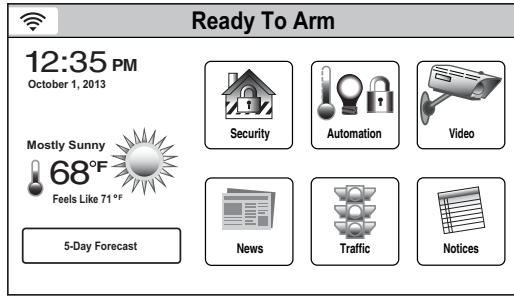 Ready To Arm
12:35 PM
October 1, 2013
Mostly Sunny
68°F
Feels Like 71°F
5-Day Forecast
Security
Automation
Video
News
Traffic
Notices